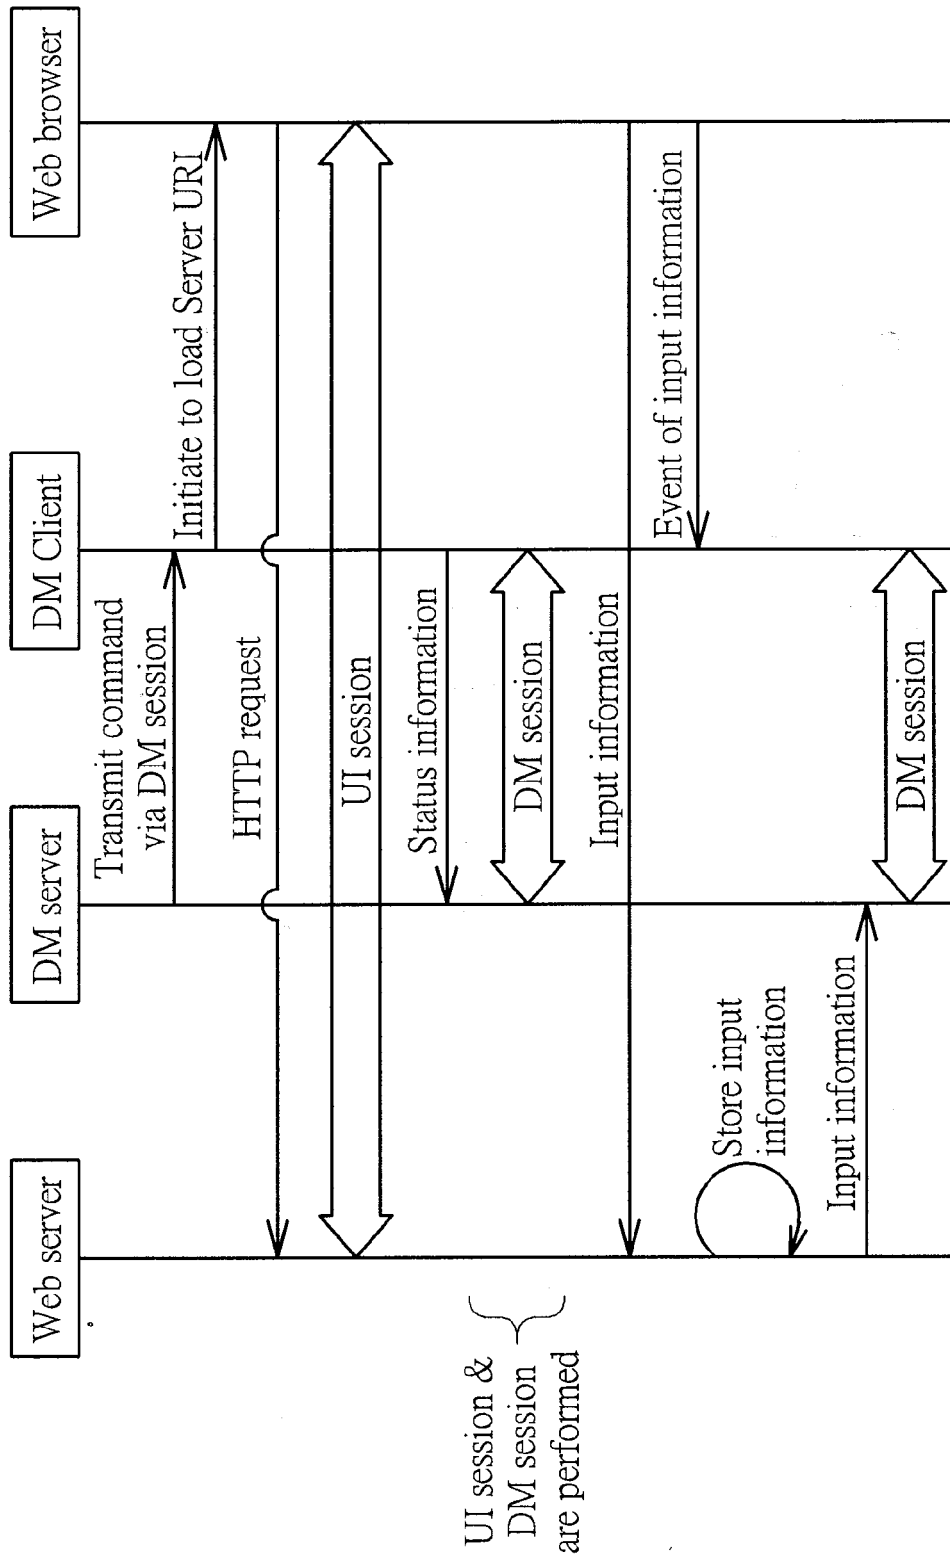 Web server
DM server
DM Client
Web browser
Transmit command
via DM session
Initiate to load Server URI
HTTP request
UI session
Status information
UI session &
DM session
are performed
DM session
Input information
Event of input information
Store input
information
Input information
DM session